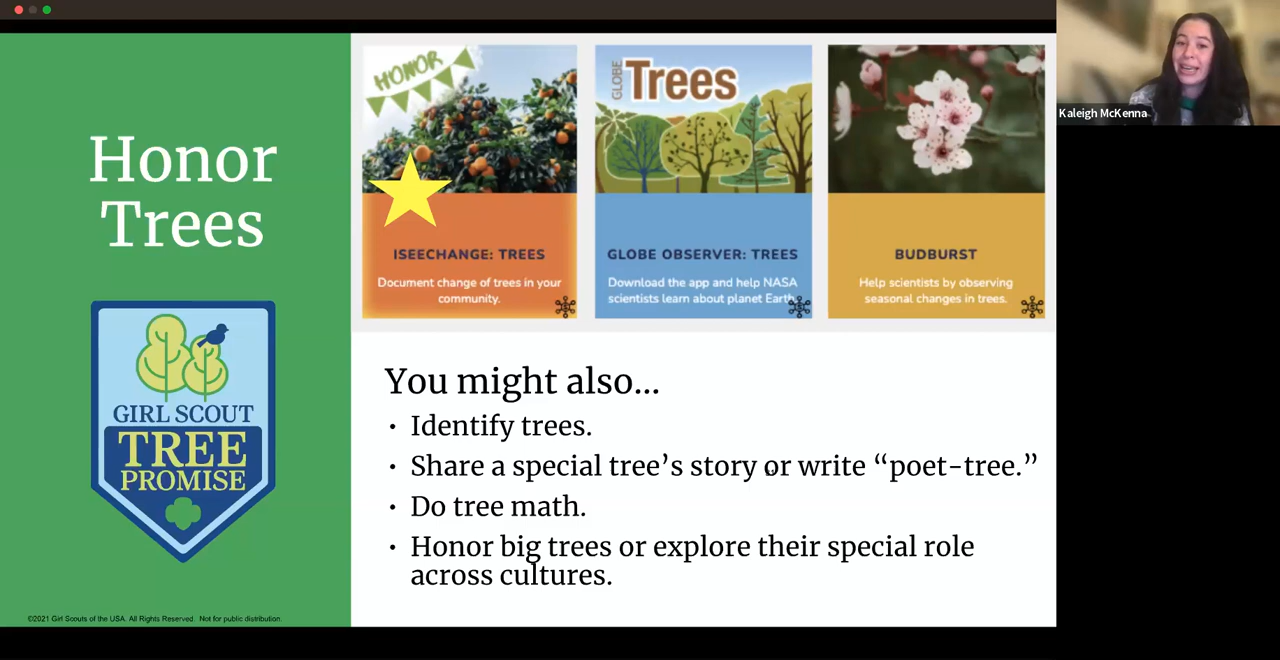 Honor
Trees
GIRL SCOUT
TREE
PROMISE
©2021 Girl Scouts of the USA. All Rights Reserved. Not for public distribution.
HONOR
ISEECHANGE: TREES
Document change of trees in your
community.
GLOBE
Trees
GLOBE OBSERVER: TREES
Download the app and help NASA
scientists learn about planet Earth.
BUDBURST
Help scientists by observing
seasonal changes in trees.
You might also...
• Identify trees.
• Share a special tree’s story or write “poet-tree.”
• Do tree math.
• Honor big trees or explore their special role
across cultures.
Kaleigh McKenna